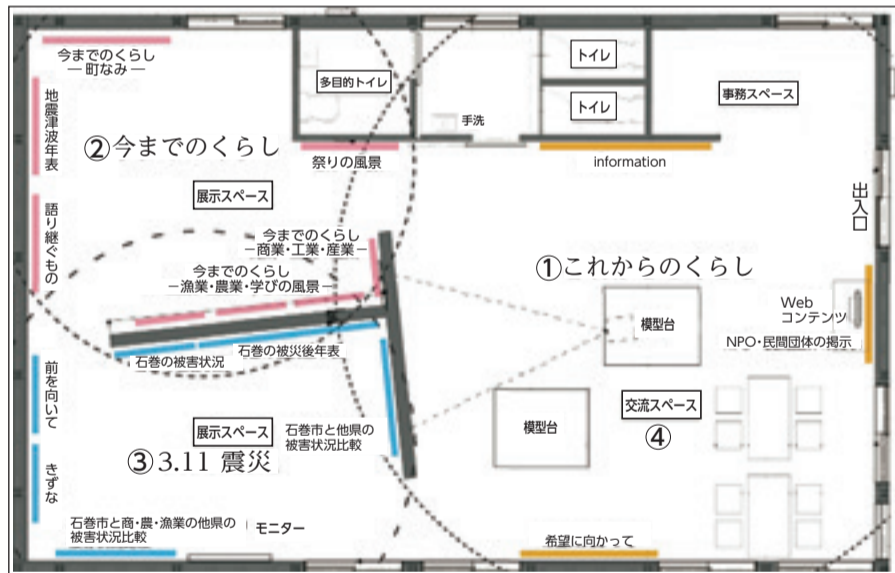 今までのくらし
― 町なみ ―
地震津波年表
語り継ぐもの
②今までのくらし
展示スペース
多目的トイレ
手洗
トイレ
トイレ
事務スペース
祭りの風景
information
出入口
今までのくらし
−商業・工業・産業−
今までのくらし
−漁業・農業・学びの風景−
①これからのくらし
模型台
Web
コンテンツ
NPO・民間団体の掲示
石巻の被害状況
石巻の被災後年表
前を向いて
きずな
展示スペース
③3.11 震災
石巻市と他県の
被害状況比較
模型台
交流スペース
④
石巻市と商・農・漁業の他県の
被害状況比較
モニター
希望に向かって